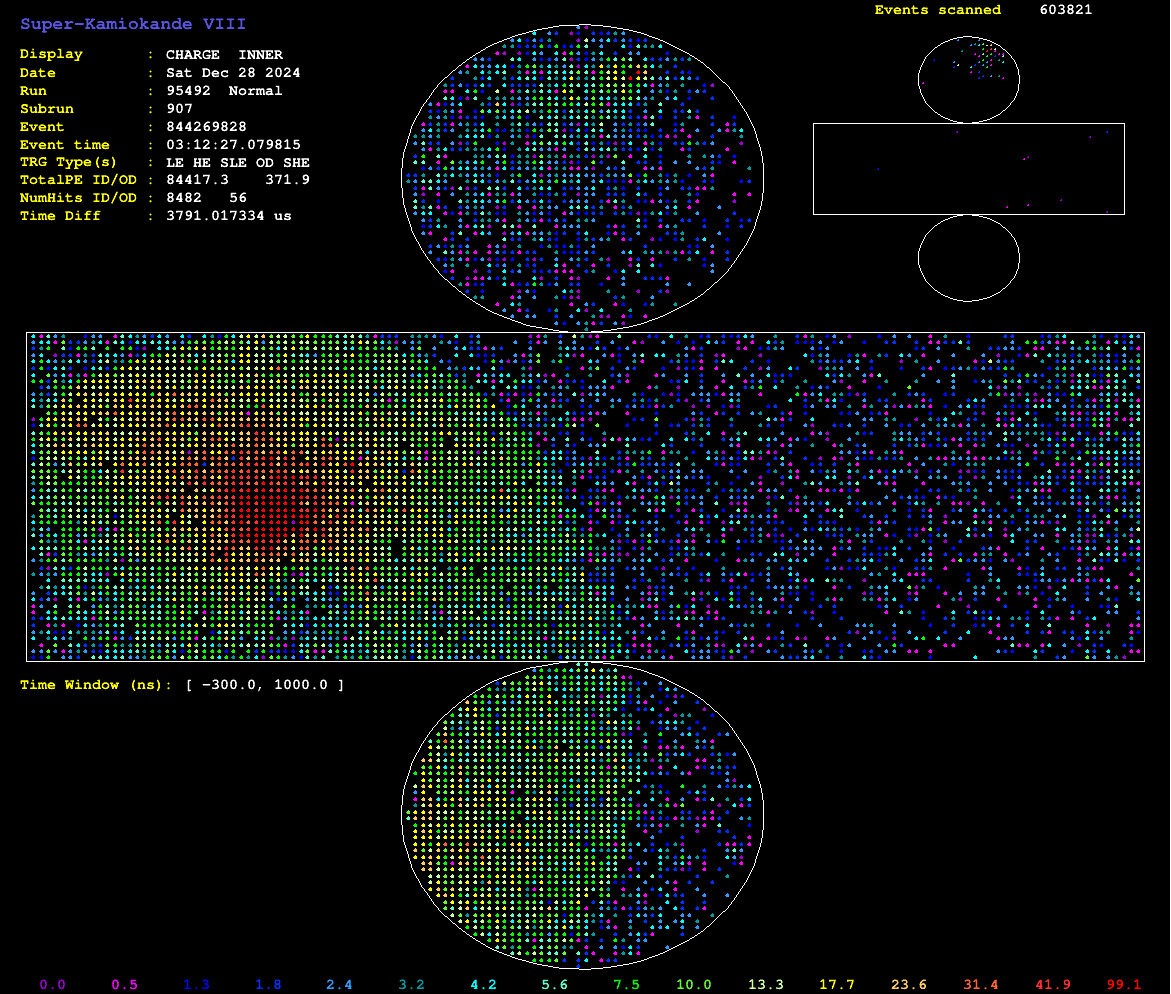 Super-Kamiokande VIII
Events scanned 603821
Display : CHARGE INNER
Date : Sat Dec 28 2024
Run : 95492 Normal
Subrun : 907
Event : 844269828
Event time : 03:12:27.079815
TRG Type(s) : LE HE SLE OD SHE
TotalPE ID/OD : 84417.3 371.9
NumHits ID/OD : 8482 56
Time Diff : 3791.017334 us
Time Window (ns): [ −300.0, 1000.0 ]
0.0 0.5 1.3 1.8 2.4 3.2 4.2 5.6 7.5 10.0 13.3 17.7 23.6 31.4 41.9 99.1